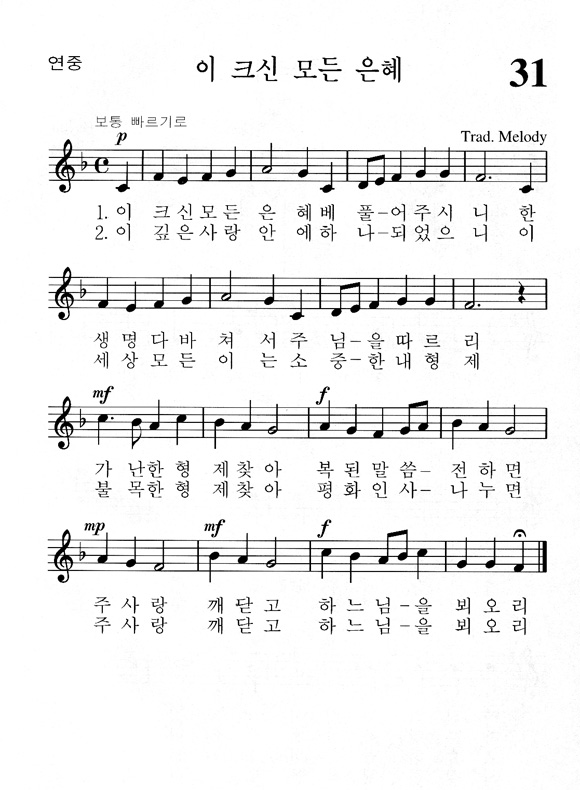 연중
이 크신 모든 은혜
31
보통 빠르기로
p
Trad. Melody
1. 이 크신모든 은 혜베 풀-어주시 니 한
2. 이 깊은사랑 안 에하 나-되었으 니 이
생명다바 쳐 서주 님-을따르 리
세상모든 이 는소 중-한내형 제
mf f
가 난한형 제찾아 복된말씀- 전하면
불 목한형 제찾아 평화인사- 나누면
mp mf f
주사랑 깨닫고 하느님-을 뵈오리
주사랑 깨닫고 하느님-을 뵈오리